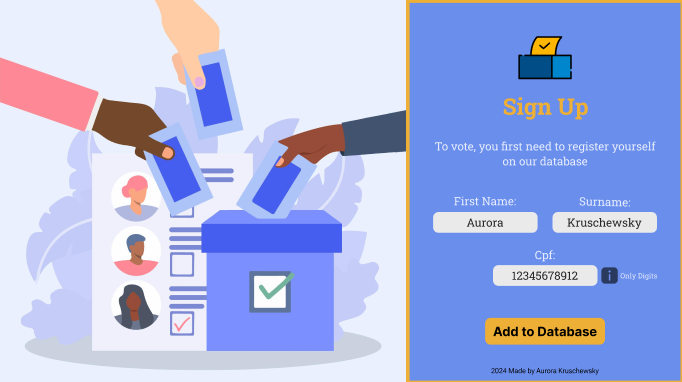 Sign Up
To vote, you first need to register yourself
on our database
First Name:
Surname:
Aurora
Kruschewsky
Cpf:
12345678912
i
Only Digits
Add to Database
2024 Made by Aurora Kruschewsky